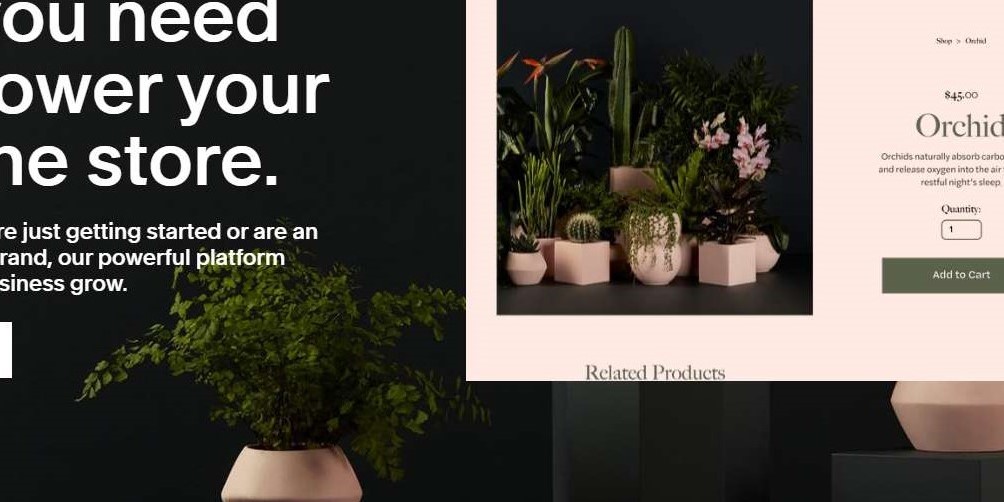 you need
ower your
ne store.
re just getting started or are an
rand, our powerful platform
siness grow.
Shop > Orchid
$45.00
Orchid
Orchids naturally absorb carbo
and release oxygen into the air
restful night's sleep.
Quantity:
1
Add to Cart
Related Products